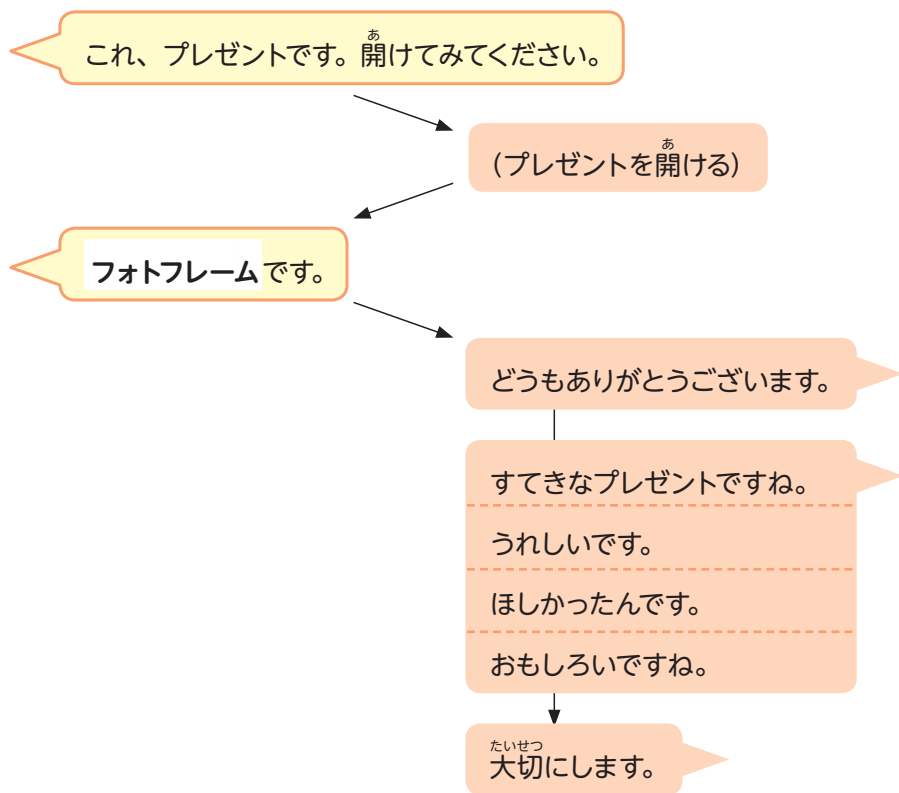 これ、プレゼントです。開けてみてください。
(プレゼントを開ける)
フォトフレームです。
どうもありがとうございます。
すてきなプレゼントですね。
うれしいです。
ほしかったんです。
おもしろいですね。
大切にします。